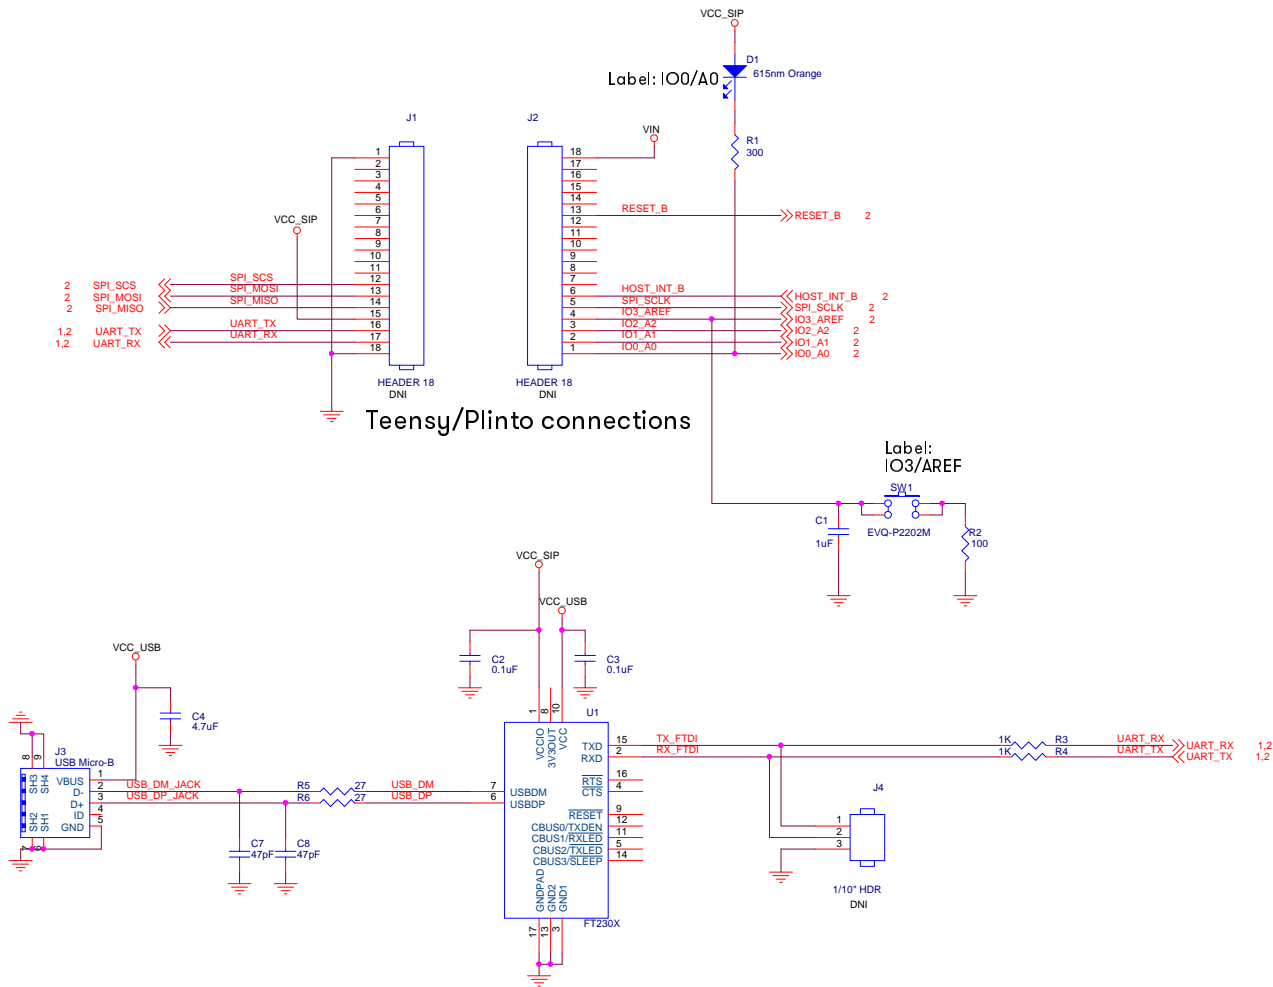 VCC_SIP
D1
615nm Orange
Label: IO0/A0
R1
300
J1
J2
VIN
1
2
3
4
5
6
7
8
9
10
11
12
13
14
15
16
17
18
18
17
16
15
14
13
12
11
10
9
8
7
6
5
4
3
2
1
VCC_SIP
RESET_B
RESET_B 2
2 SPI_SCS
2 SPI_MOSI
2 SPI_MISO
1,2 UART_TX
1,2 UART_RX
SPI_SCS
SPI_MOSI
SPI_MISO
UART_TX
UART_RX
HOST_INT_B
SPI_SCLK
IO3_AREF
IO2_A2
IO1_A1
IO0_A0
HOST_INT_B 2
SPI_SCLK 2
IO3_AREF 2
IO2_A2 2
IO1_A1 2
IO0_A0 2
HEADER 18
DNI
HEADER 18
DNI
Teensy/Plinto connections
Label:
IO3/AREF
SW1
EVQ-P2202M
C1
1uF
R2
100
VCC_SIP
VCC_USB
C2
0.1uF
C3
0.1uF
VCC_USB
C4
4.7uF
J3
USB Micro-B
8
9
SH3
SH4
SH2
SH1
7
6
VBUS
D-
D+
ID
GND
1
2
3
4
5
USB_DM_JACK
USB_DP_JACK
R5 27
R6 27
USB_DM
USB_DP
C7
47pF
C8
47pF
U1
1
8
10
VCCIO
3V3OUT
VCC
7
6
USBDM
USBDP
TXD
RXD
RTS
CTS
RESET
CBUS0/TXDEN
CBUS1/RXLED
CBUS2/TXLED
CBUS3/SLEEP
15
2
16
4
9
12
11
5
14
GNDPAD
GND2
GND1
17
13
3
FT230X
TX_FTDI
RX_FTDI
1K R3
1K R4
UART_RX
UART_TX
UART_RX 1,2
UART_TX 1,2
J4
1
2
3
1/10" HDR
DNI